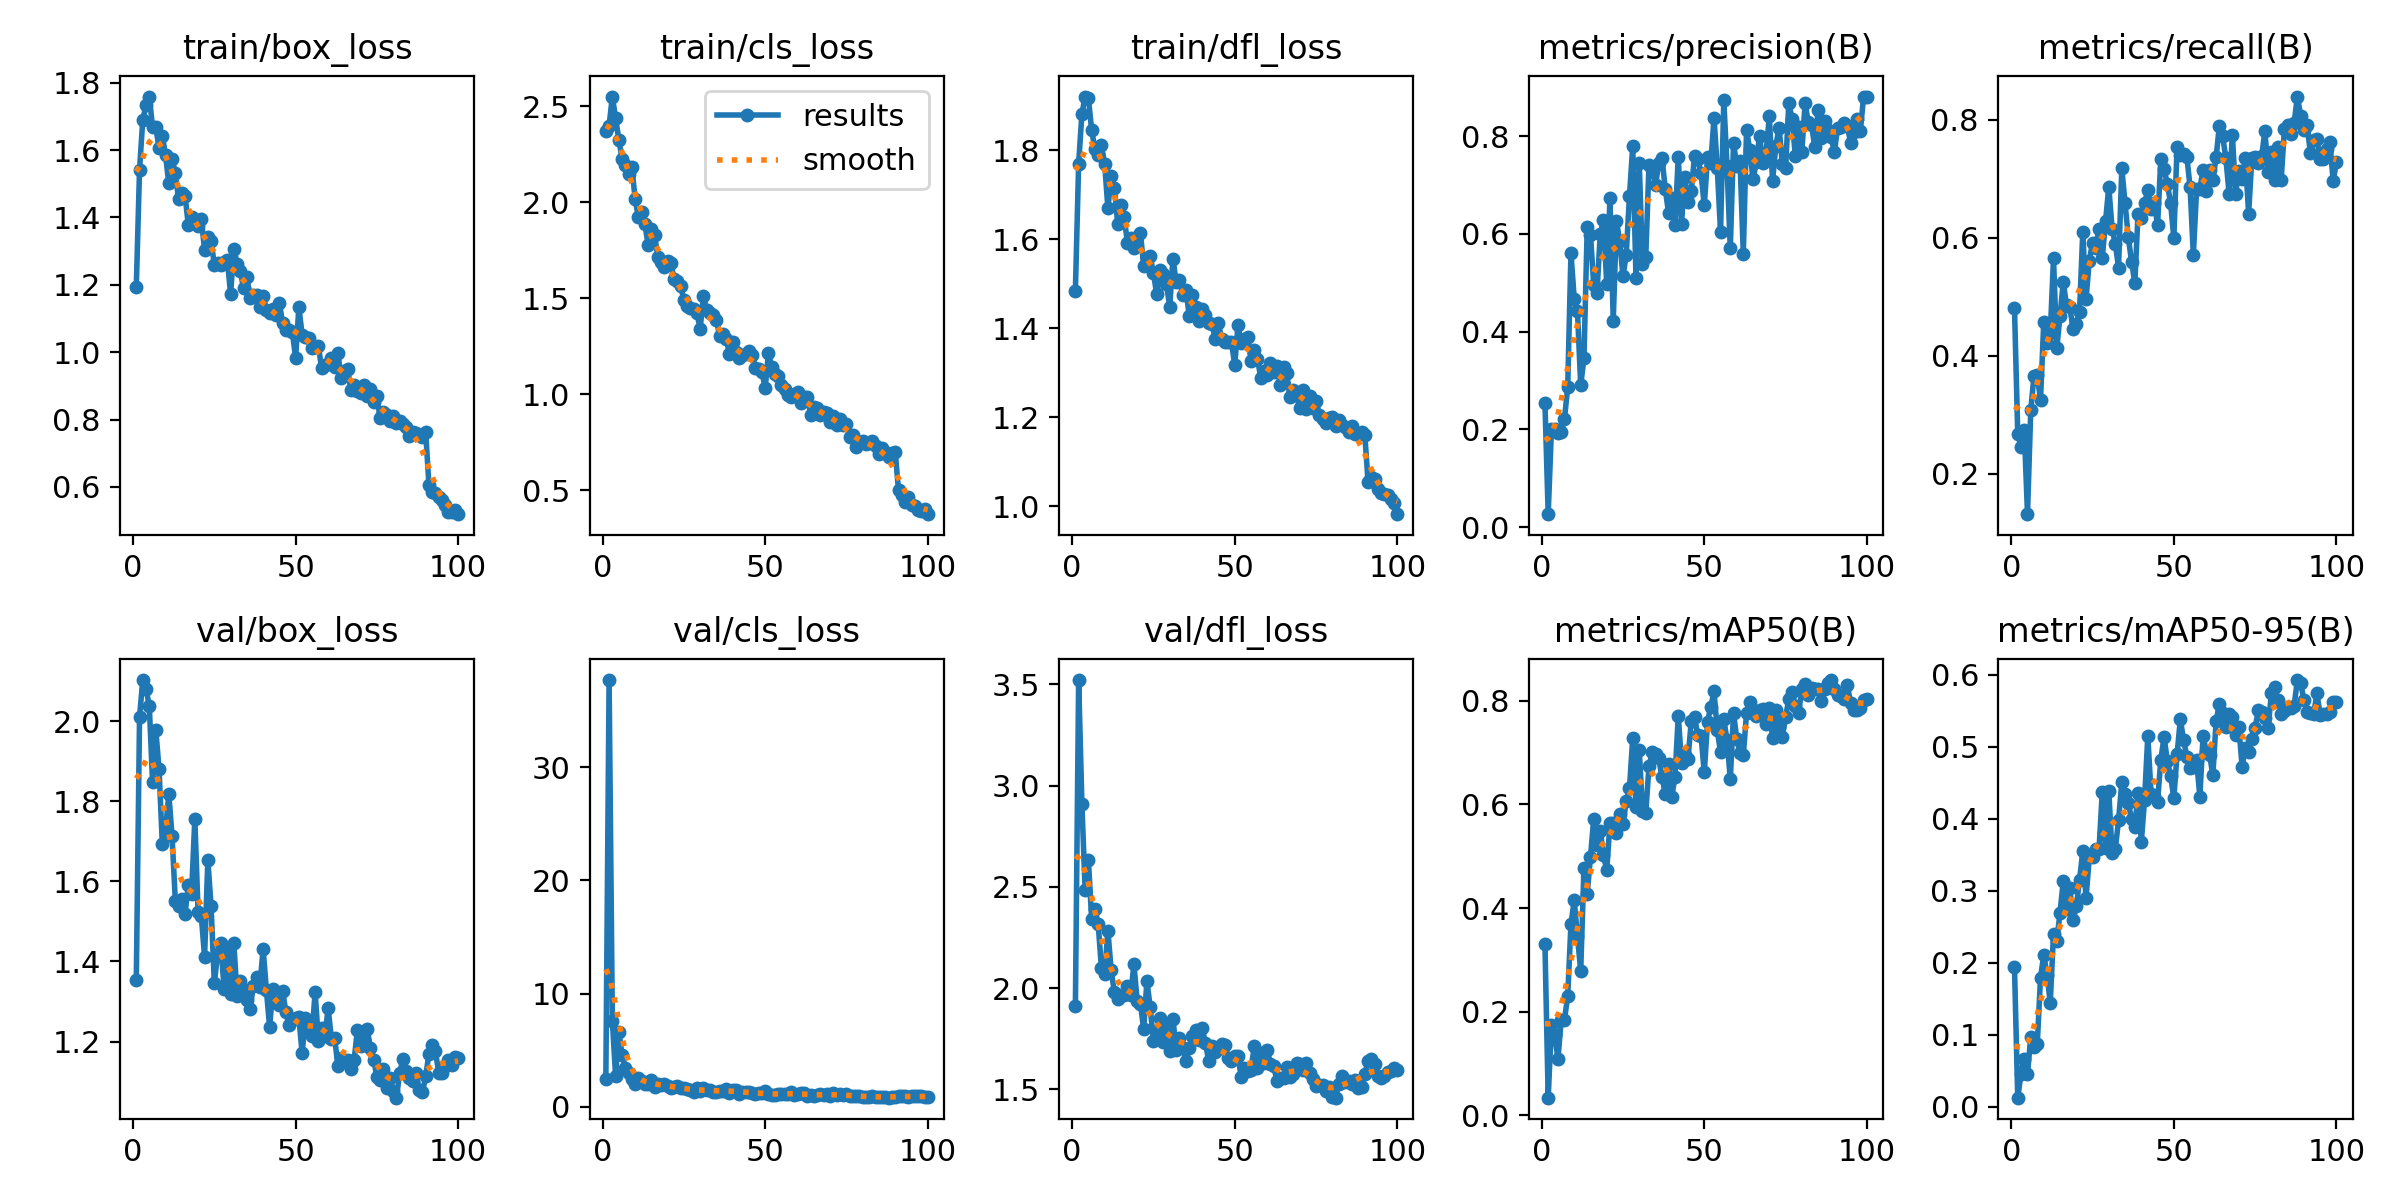 train/box_loss
1.8
1.6
1.4
1.2
1.0
0.8
0.6
0 50 100
train/cls_loss
results
smooth
2.5
2.0
1.5
1.0
0.5
0 50 100
train/dfl_loss
1.8
1.6
1.4
1.2
1.0
0 50 100
metrics/precision(B)
0.8
0.6
0.4
0.2
0.0
0 50 100
metrics/recall(B)
0.8
0.6
0.4
0.2
0 50 100
val/box_loss
2.0
1.8
1.6
1.4
1.2
0 50 100
val/cls_loss
30
20
10
0
0 50 100
val/dfl_loss
3.5
3.0
2.5
2.0
1.5
0 50 100
metrics/mAP50(B)
0.8
0.6
0.4
0.2
0.0
0 50 100
metrics/mAP50-95(B)
0.6
0.5
0.4
0.3
0.2
0.1
0.0
0 50 100